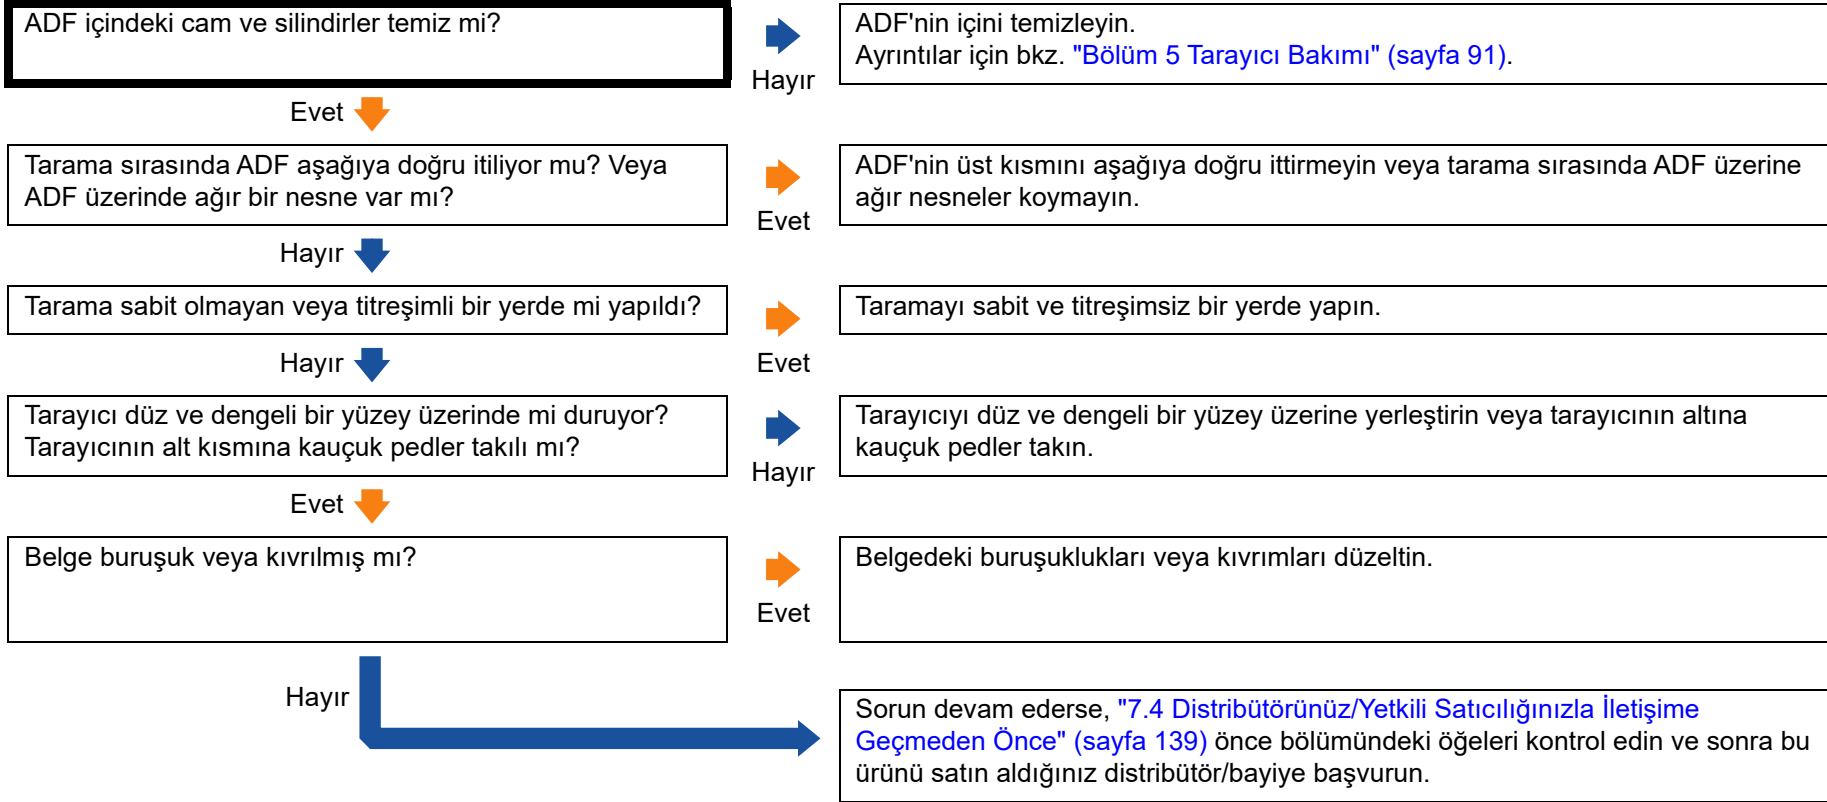 ADF içindeki cam ve silindirler temiz mi?
Hayır
ADF'nin içini temizleyin.
Ayrıntılar için bkz. "Bölüm 5 Tarayıcı Bakımı" (sayfa 91).
Evet
Tarama sırasında ADF aşağıya doğru itiliyor mu? Veya
ADF üzerinde ağır bir nesne var mı?
Evet
ADF'nin üst kısmını aşağıya doğru ittirmeyin veya tarama sırasında ADF üzerine
ağır nesneler koymayın.
Hayır
Tarama sabit olmayan veya titreşimli bir yerde mi yapıldı?
Evet
Taramayı sabit ve titreşimsiz bir yerde yapın.
Hayır
Tarayıcı düz ve dengeli bir yüzey üzerinde mi duruyor?
Tarayıcının alt kısmına kauçuk pedler takılı mı?
Hayır
Tarayıcıyı düz ve dengeli bir yüzey üzerine yerleştirin veya tarayıcının altına
kauçuk pedler takın.
Evet
Belge buruşuk veya kıvrılmış mı?
Evet
Belgedeki buruşuklukları veya kıvrımları düzeltin.
Hayır
Sorun devam ederse, "7.4 Distribütörünüz/Yetkili Satıcılığınızla İletişime
Geçmeden Önce" (sayfa 139) önce bölümündeki öğeleri kontrol edin ve sonra bu
ürünü satın aldığınız distribütör/bayiye başvurun.